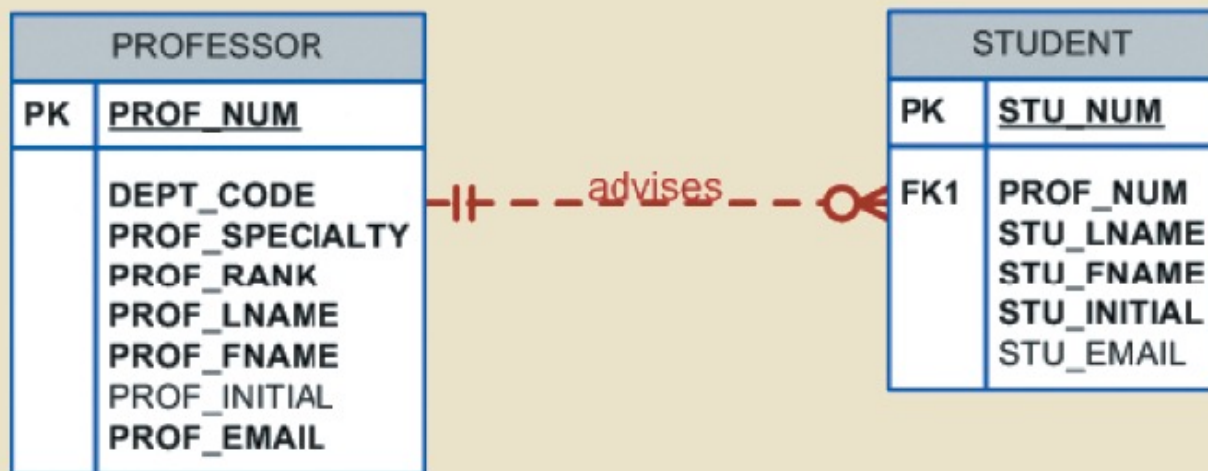 PROFESSOR
PK PROF_NUM
DEPT_CODE
PROF_SPECIALTY
PROF_RANK
PROF_LNAME
PROF_FNAME
PROF_INITIAL
PROF_EMAIL
advises
STUDENT
PK STU_NUM
FK1 PROF_NUM
STU_LNAME
STU_FNAME
STU_INITIAL
STU_EMAIL